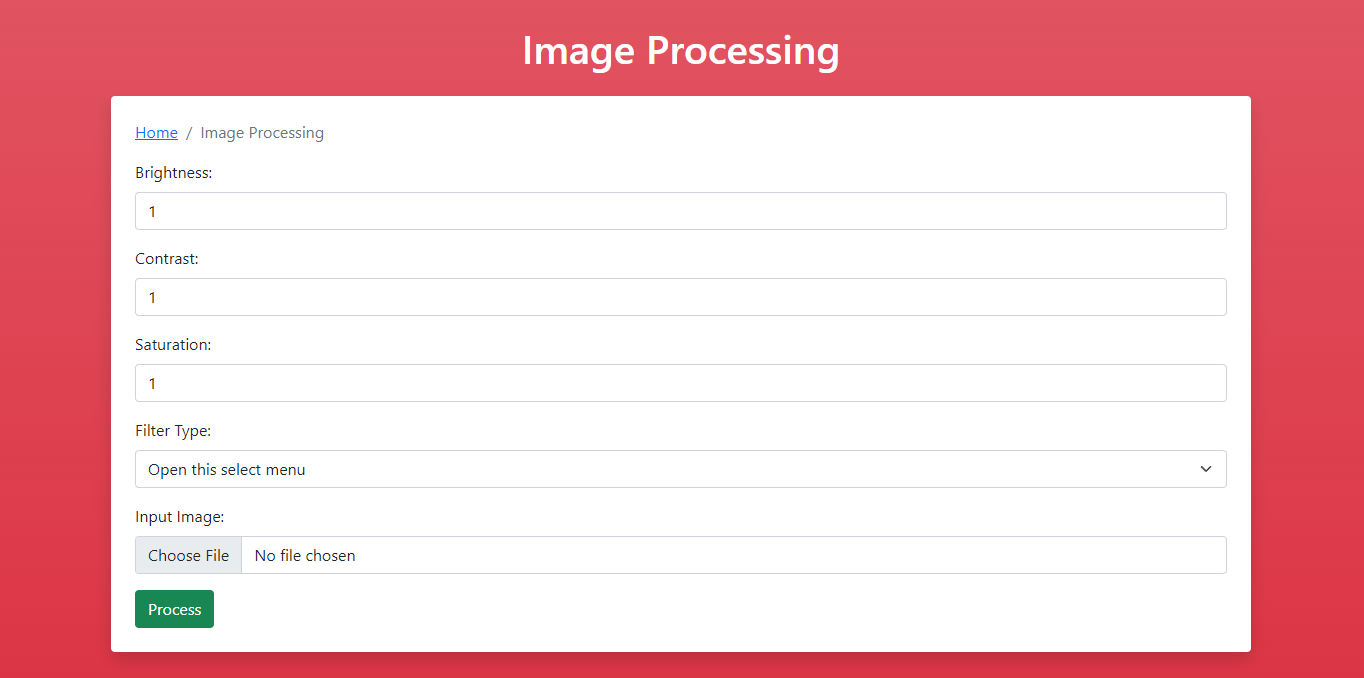 Image Processing
Home / Image Processing
Brightness:
1
Contrast:
1
Saturation:
1
Filter Type:
Open this select menu
Input Image:
Choose File No file chosen
Process